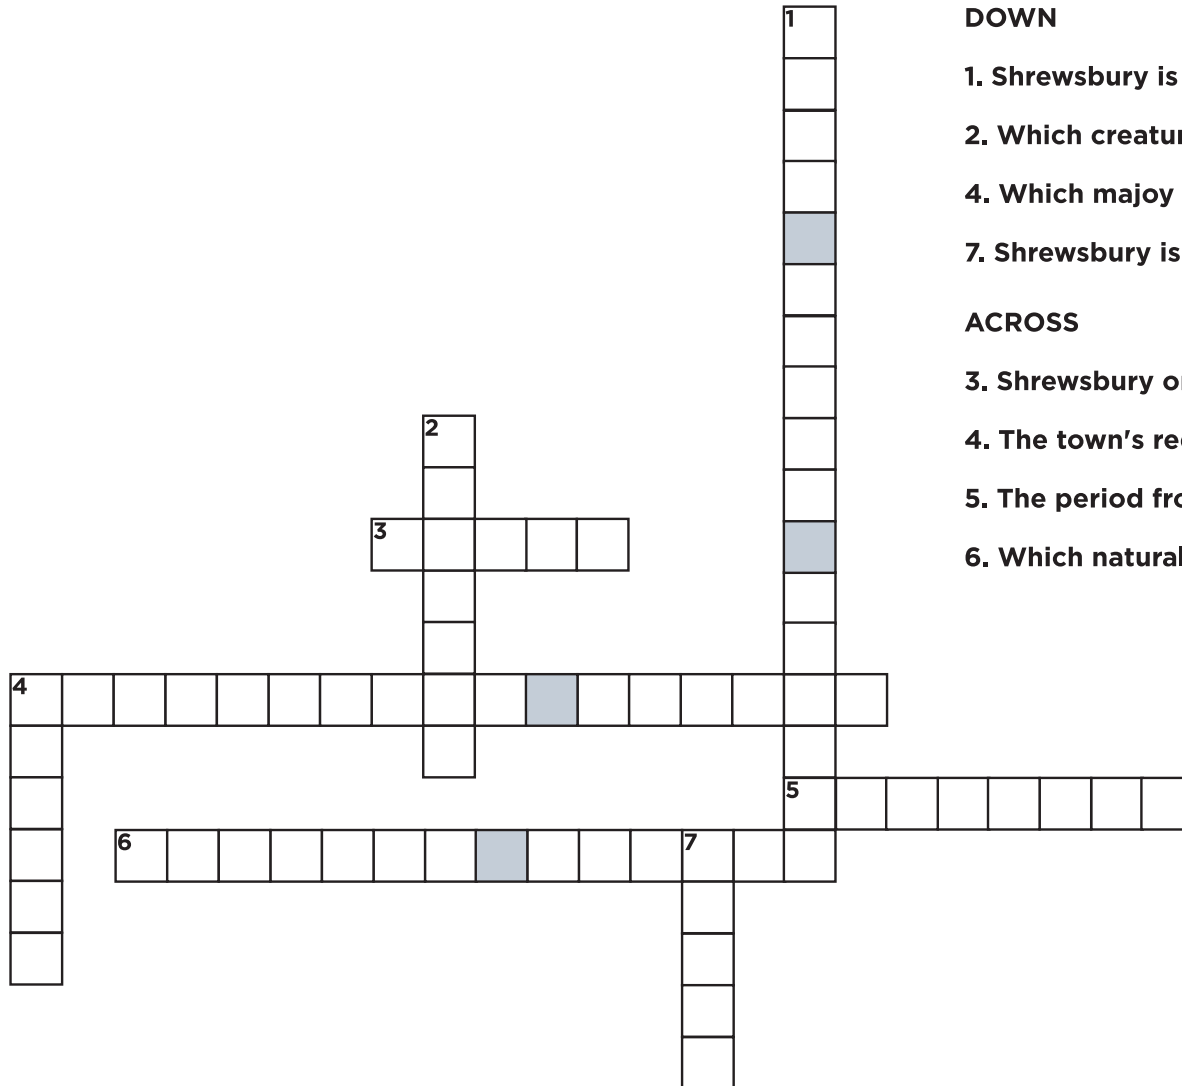 1
DOWN
1. Shrewsbury is
2. Which creatur
4. Which majoy
7. Shrewsbury is
ACROSS
3. Shrewsbury or
4. The town's re
5. The period fro
6. Which natural
2
3
4
5
6
7